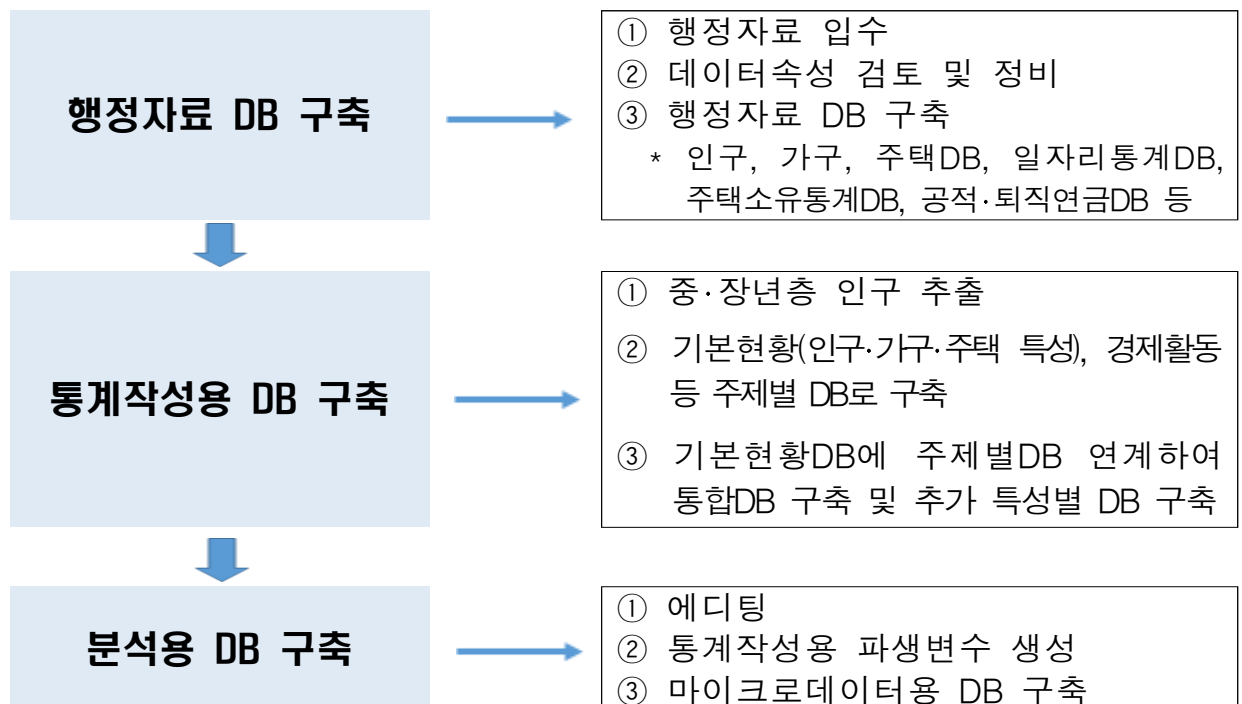 행정자료 DB 구축
① 행정자료 입수
② 데이터속성 검토 및 정비
③ 행정자료 DB 구축
* 인구, 가구, 주택DB, 일자리통계DB,
주택소유통계DB, 공적·퇴직연금DB 등
통계작성용 DB 구축
① 중·장년층 인구 추출
② 기본현황(인구·가구·주택 특성), 경제활동
등 주제별 DB로 구축
③ 기본현황DB에 주제별DB 연계하여
통합DB 구축 및 추가 특성별 DB 구축
분석용 DB 구축
① 에디팅
② 통계작성용 파생변수 생성
③ 마이크로데이터용 DB 구축